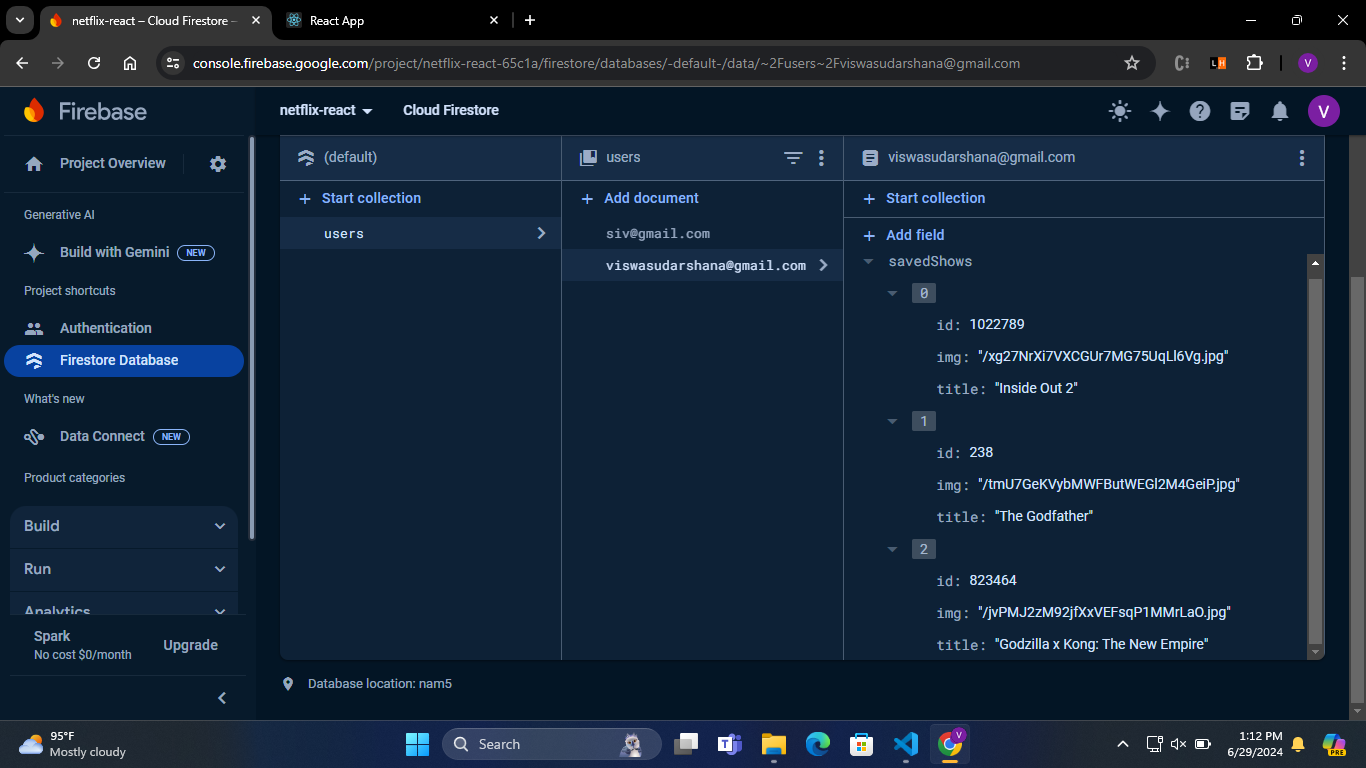 netflix-react – Cloud Firestore –
React App
console.firebase.google.com/project/netflix-react-65c1a/firestore/databases/-default-/data/~2Fusers~2Fviswasudarshana@gmail.com
V
Firebase
netflix-react
Cloud Firestore
V
Project Overview
Generative AI
Build with Gemini NEW
Project shortcuts
Authentication
Firestore Database
What's new
Data Connect NEW
Product categories
Build
Run
Analytics
Spark
No cost $0/month
Upgrade
(default)
Start collection
users
users
Add document
siv@gmail.com
viswasudarshana@gmail.com
viswasudarshana@gmail.com
Start collection
Add field
savedShows
0
id: 1022789
img: "/xg27NrXi7VXCGUr7MG75UqLl6Vg.jpg"
title: "Inside Out 2"
1
id: 238
img: "/tmU7GeKVybMWFButWEGl2M4GeiP.jpg"
title: "The Godfather"
2
id: 823464
img: "/jvPMJ2zM92jfXxVEFsqP1MMrLaO.jpg"
title: "Godzilla x Kong: The New Empire"
Database location: nam5
95°F
Mostly cloudy
Search
V
1:12 PM
6/29/2024
PRE